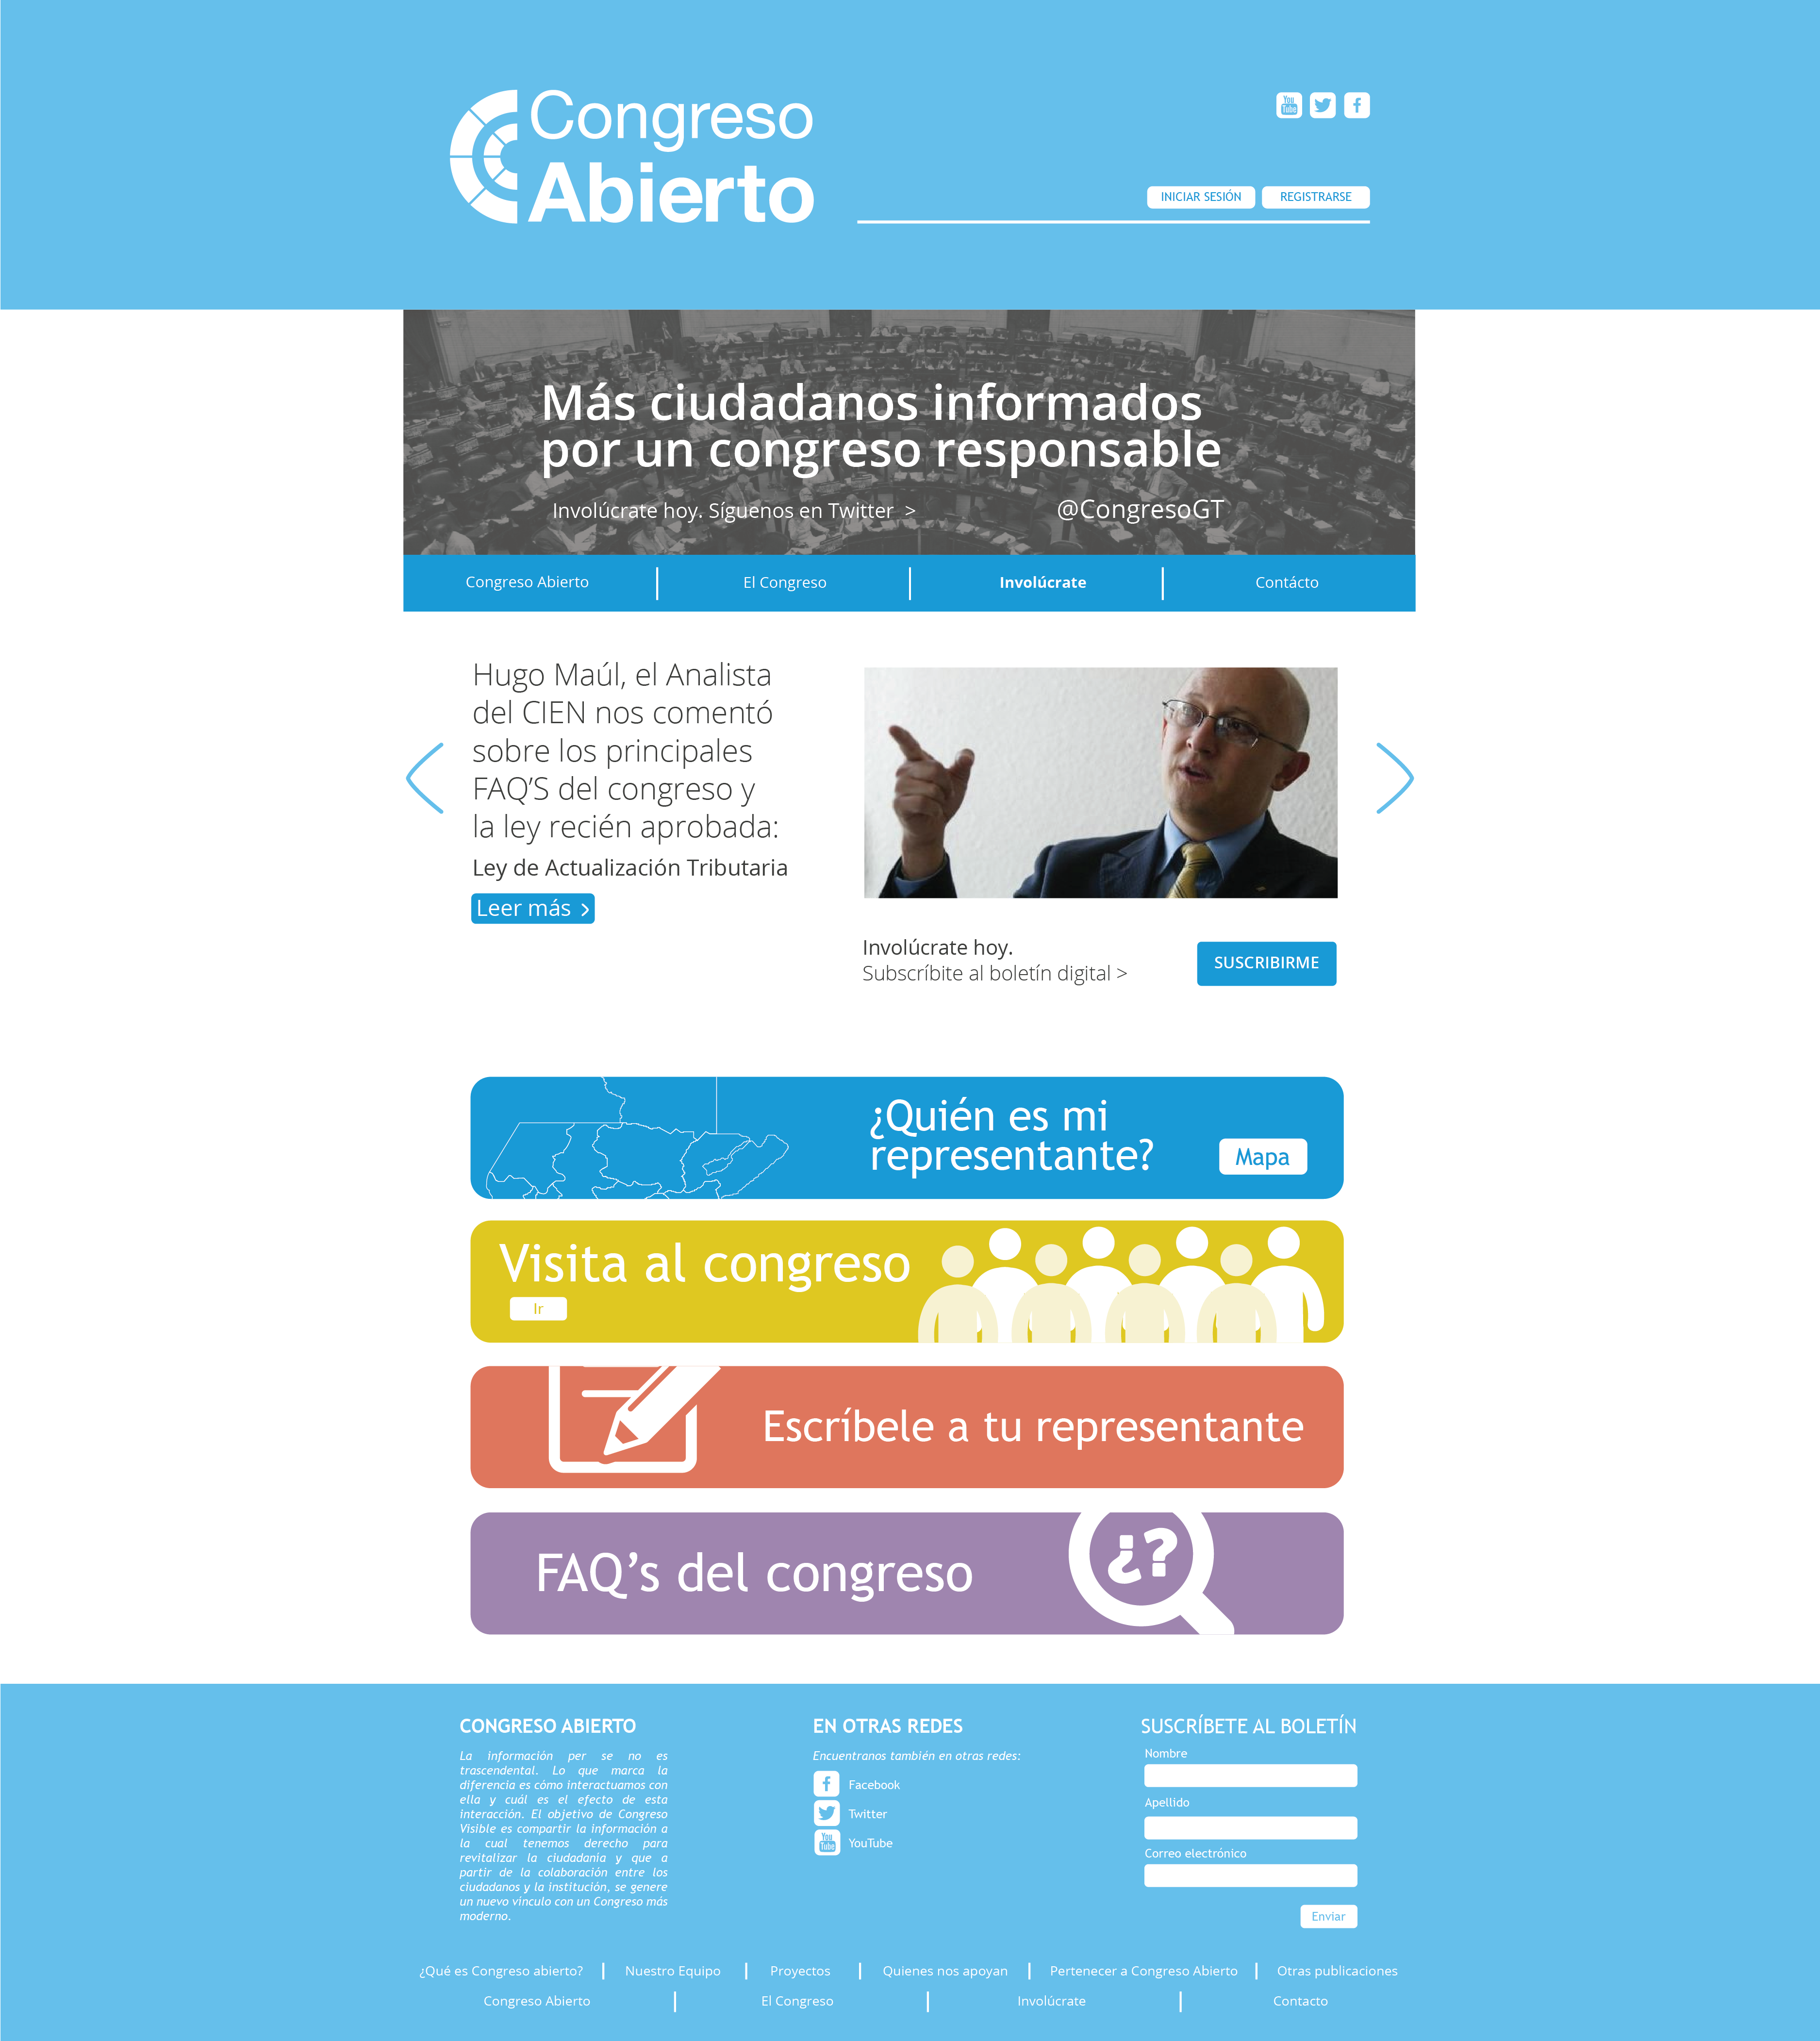 Congreso
Abierto
You
Tube
INICIAR SESIÓN
REGISTRARSE
Más ciudadanos informados
por un congreso responsable
Involúcrate hoy. Síguenos en Twitter >
@CongresoGT
Congreso Abierto
El Congreso
Involúcrate
Contácto
Hugo Maúl, el Analista
del CIEN nos comentó
sobre los principales
FAQ’S del congreso y
la ley recién aprobada:
Ley de Actualización Tributaria
Leer más >
Involúcrate hoy.
Subscríbite al boletín digital >
SUSCRIBIRME
¿Quién es mi
representante?
Mapa
Visita al congreso
Ir
Escríbele a tu representante
FAQ’s del congreso
¿?
CONGRESO ABIERTO
La información per se no es
trascendental. Lo que marca la
diferencia es cómo interactuamos con
ella y cuál es el efecto de esta
interacción. El objetivo de Congreso
Visible es compartir la información a
la cual tenemos derecho para
revitalizar la ciudadania y que a
partir de la colaboración entre los
ciudadanos y la institución, se genere
un nuevo vinculo con un Congreso más
moderno.
EN OTRAS REDES
Encuentranos también en otras redes:
Facebook
Twitter
You
Tube
YouTube
SUSCRÍBETE AL BOLETÍN
Nombre
Apellido
Correo electrónico
Enviar
¿Qué es Congreso abierto?
Nuestro Equipo
Proyectos
Quienes nos apoyan
Pertenecer a Congreso Abierto
Otras publicaciones
Congreso Abierto
El Congreso
Involúcrate
Contacto